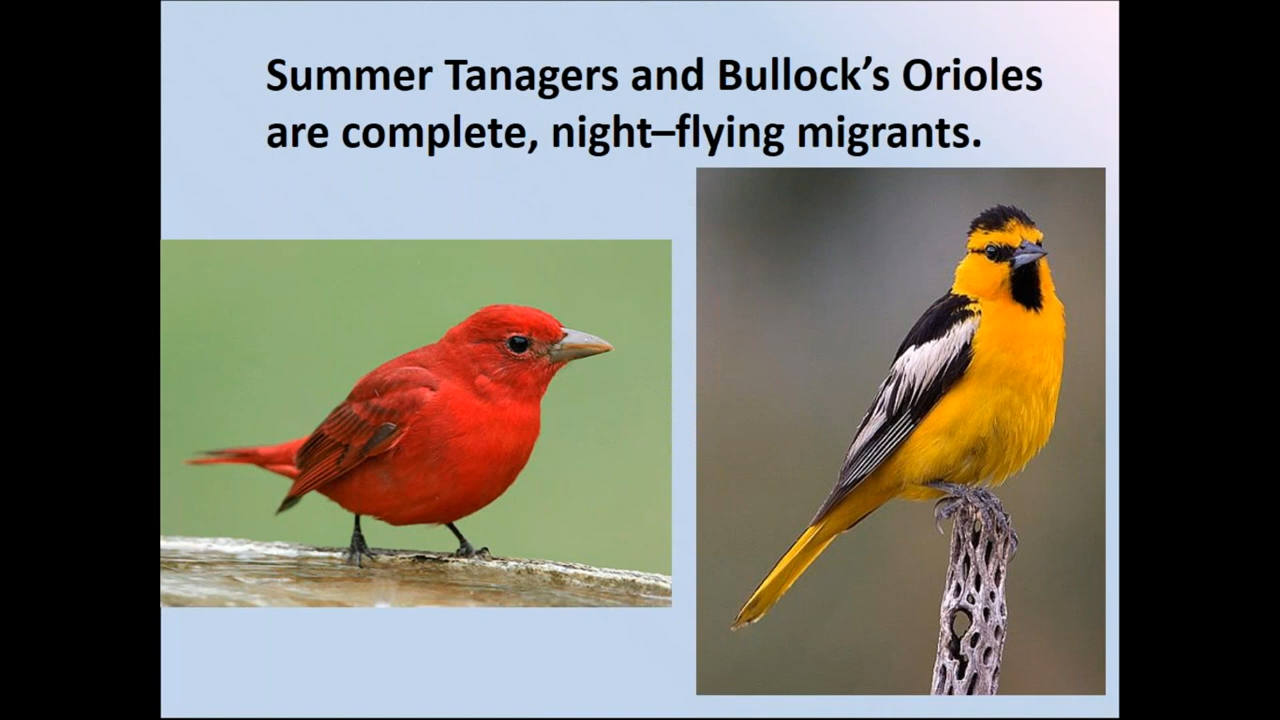 Summer Tanagers and Bullock’s Orioles
are complete, night–flying migrants.